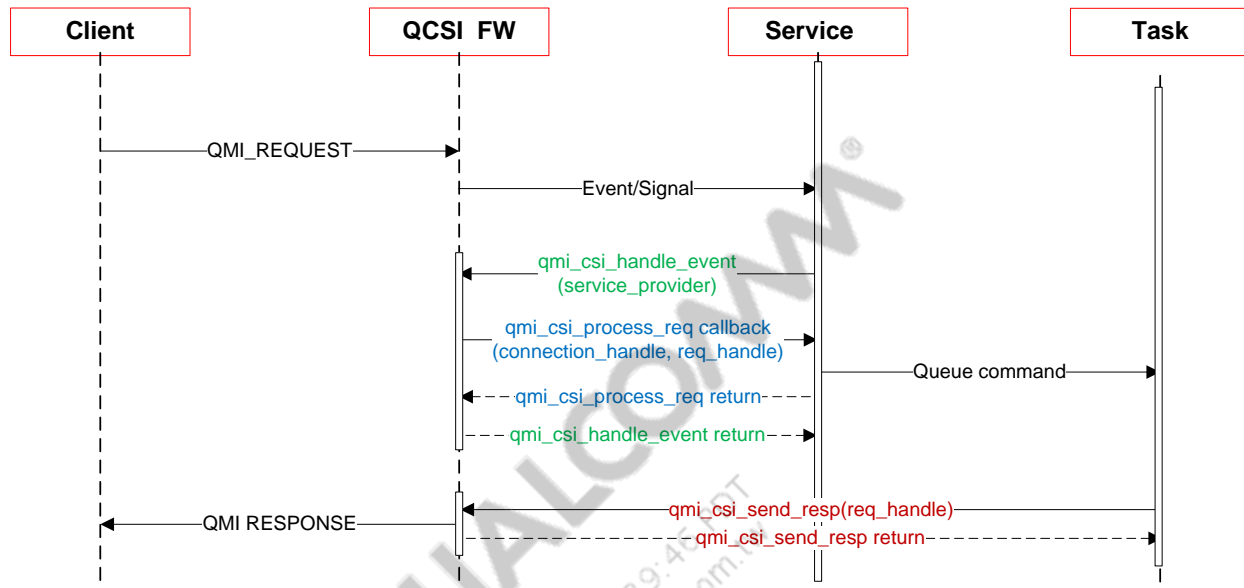 Client
QCSI FW
Service
Task
QMI_REQUEST
Event/Signal
qmi_csi_handle_event
(service_provider)
qmi_csi_process_req callback
(connection_handle, req_handle)
Queue command
qmi_csi_process_req return
qmi_csi_handle_event return
qmi_csi_send_resp(req_handle)
QMI RESPONSE
qmi_csi_send_resp return